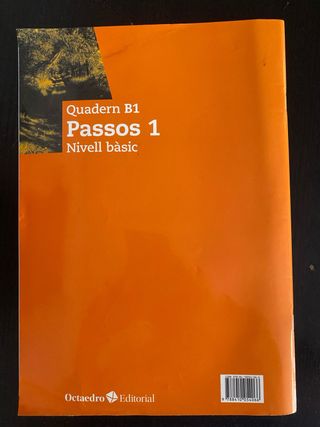 Quadern B1
Passos 1
Nivell bàsic
Octaedro Editorial